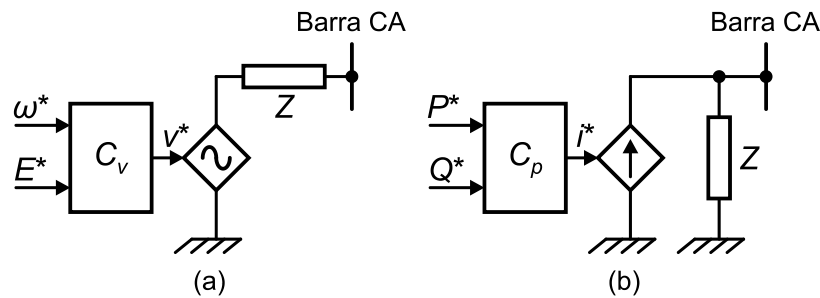 Barra CA
Z
ω*
E*
C_v
v*
(a)
Barra CA
P*
Q*
C_p
i*
Z
(b)